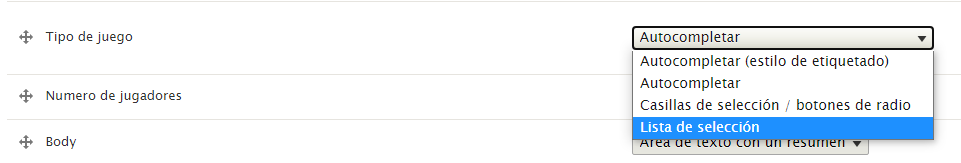 Tipo de juego
Autocompletar
Autocompletar (estilo de etiquetado)
Autocompletar
Casillas de selección / botones de radio
Lista de selección
Numero de jugadores
Body
Área de texto con un resumen